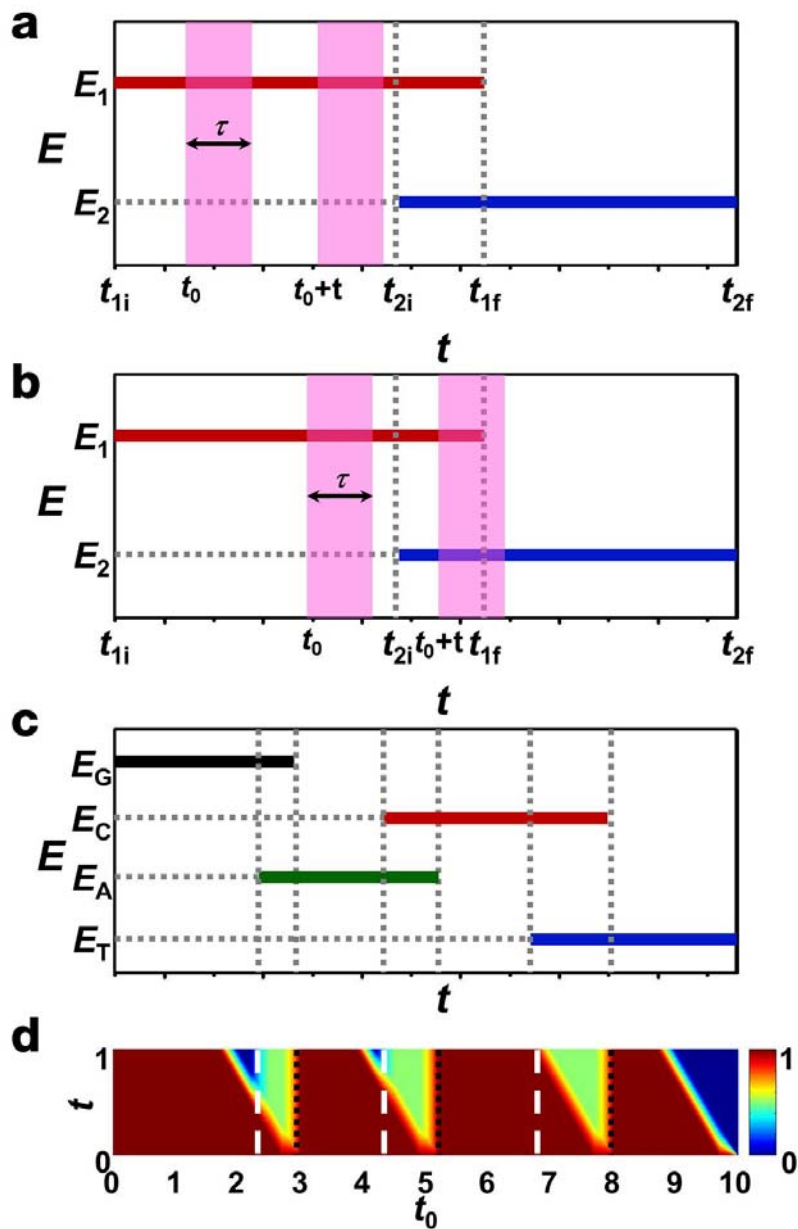 a
E1
τ
E
E2
t1i t0 t0+t t2i t1f t2f
t
b
E1
τ
E
E2
t1i t0 t2i t0+t t1f t2f
t
c
EG
EC
E
EA
ET
t
d
1 1
t
0 0
0 1 2 3 4 5 6 7 8 9 10
t0